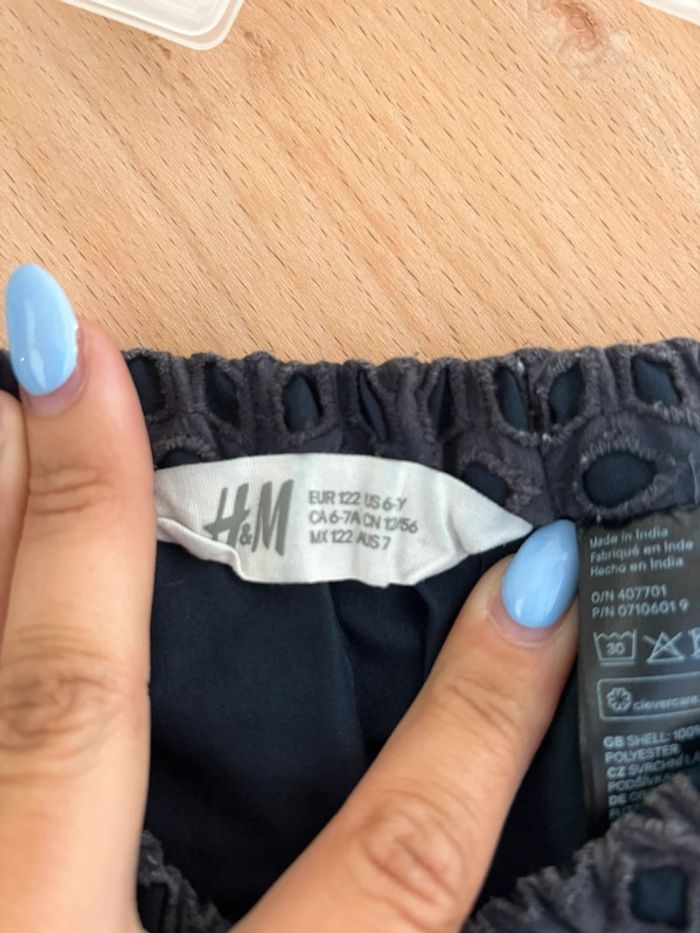 H&M
EUR 122 US 6-Y
CA 6-7A CN 122/56
MX 122 AUS 7
Made in India
Fabriqué en Inde
Hecho en India
O/N 407701
P/N 0710601 9
30
clevercare
GB SHELL: 100%
POLYESTER
CZ SVRCHNÍ